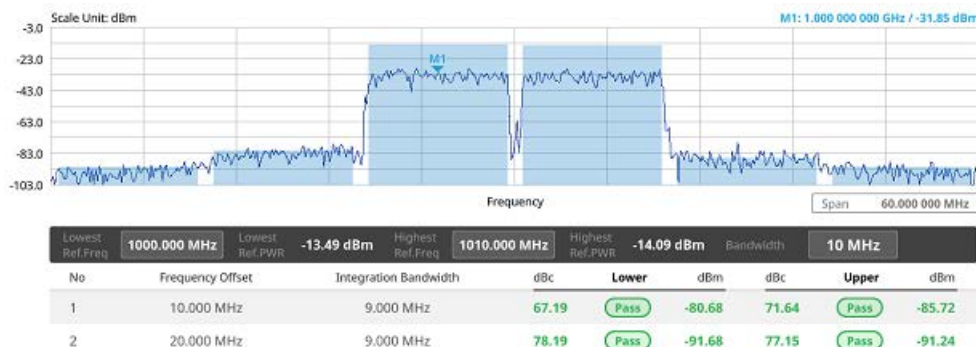 Scale Unit: dBm M1: 1.000 000 000 GHz / -31.85 dBm
-3.0
-23.0
M1
-43.0
-63.0
-83.0
-103.0
Frequency
Span 60.000 000 MHz
Lowest Ref.Freq 1000.000 MHz Lowest Ref.PWR -13.49 dBm Highest Ref.Freq 1010.000 MHz Highest Ref.PWR -14.09 dBm Bandwidth 10 MHz
No Frequency Offset Integration Bandwidth dBc Lower dBm dBc Upper dBm
1 10.000 MHz 9.000 MHz 67.19 Pass -80.68 71.64 Pass -85.72
2 20.000 MHz 9.000 MHz 78.19 Pass -91.68 77.15 Pass -91.24